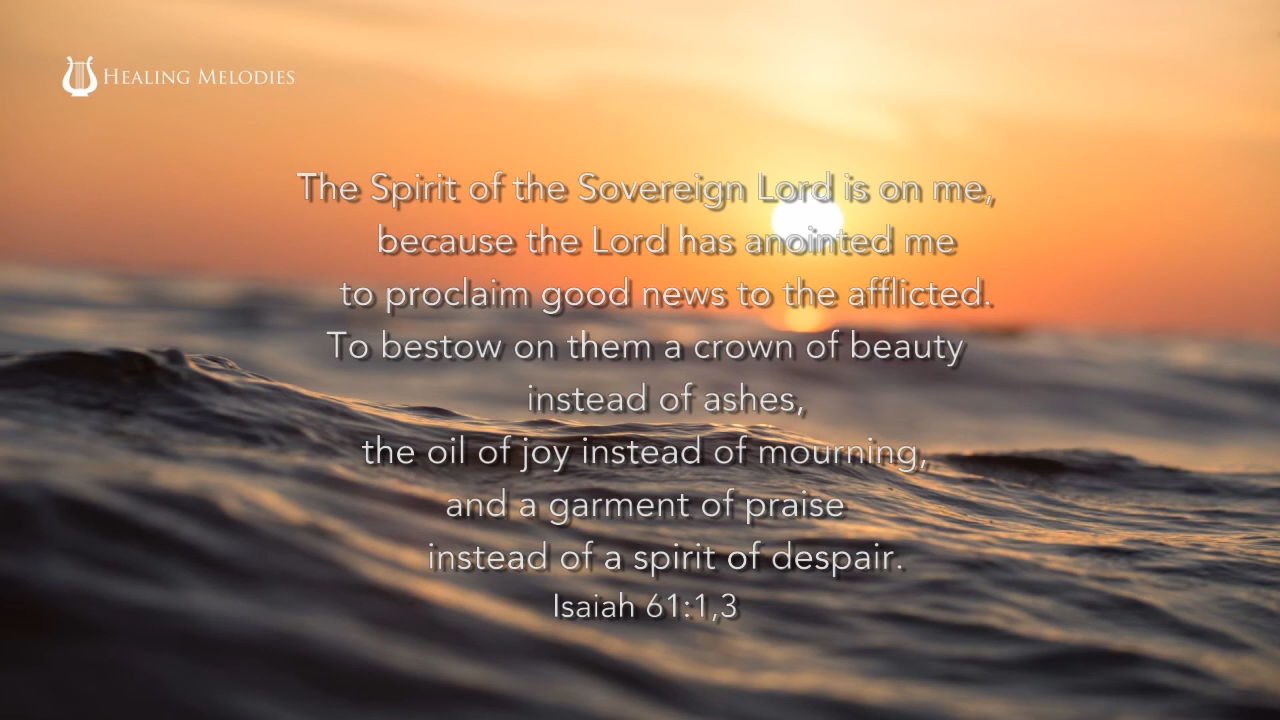 Healing Melodies
The Spirit of the Sovereign Lord is on me,
because the Lord has anointed me
to proclaim good news to the afflicted.
To bestow on them a crown of beauty
instead of ashes,
the oil of joy instead of mourning,
and a garment of praise
instead of a spirit of despair.
Isaiah 61:1,3